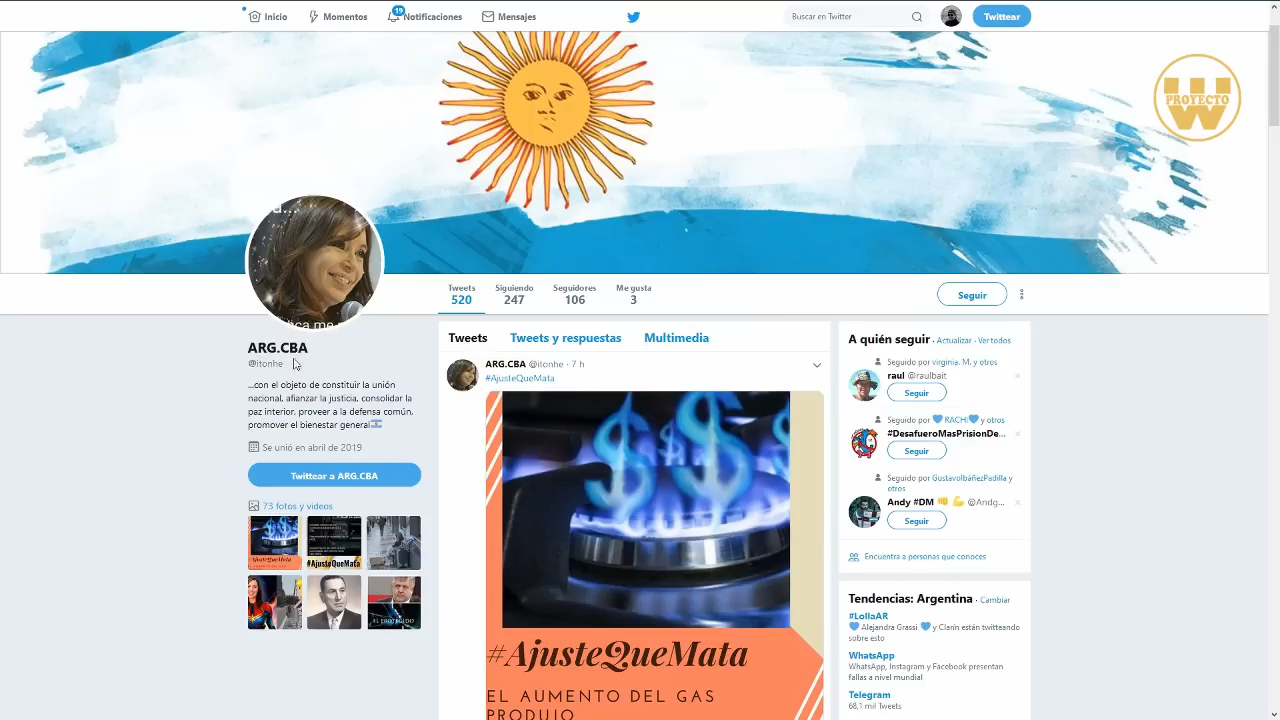 Inicio
Momentos
19
Notificaciones
Mensajes
Buscar en Twitter
Twittear
PROYECTO
W
Tweets
520
Siguiendo
247
Seguidores
106
Me gusta
3
Seguir
ARG.CBA
@itonhe
...con el objeto de constituir la unión
nacional, afianzar la justicia, consolidar la
paz interior, proveer a la defensa común,
el bienestar general
Se unió en abril de 2019
Twittear a ARG.CBA
73 fotos y videos
#AjusteQueMata
#AjusteQueMata
Tweets
Tweets y respuestas
Multimedia
ARG.CBA @itonhe · 7 h
#AjusteQueMata
#AjusteQueMata
EL AUMENTO DEL GAS
PRODUJO
A quién seguir · Actualizar · Ver todos
Seguido por virginia. M. y otros
raul @raulbait
Seguir
Seguido por 💙 RACHI💙 y otros
#DesafueroMasPrisionDe...
Seguir
Seguido por GustavoIbáñezPadilla y
otros
Andy #DM 👊 💪 @Andg...
Seguir
Encuentra a personas que conoces
Tendencias: Argentina · Cambiar
#LollaAR
💙 Alejandra Grassi 💙 y Clarín están twitteando
sobre esto
WhatsApp
WhatsApp, Instagram y Facebook presentan
fallas a nivel mundial
Telegram
68,1 mil Tweets